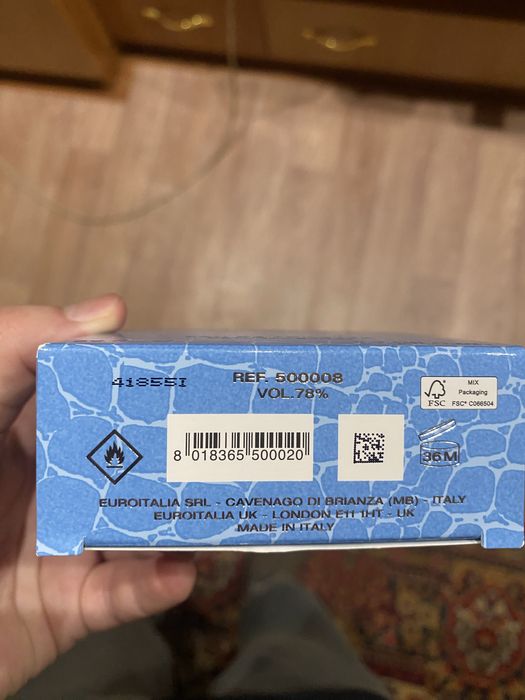 41855I
REF. 500008
VOL.78%
MIX
Packaging
FSC
FSC® C066504
8 018365 500020
36M
EUROITALIA SRL - CAVENAGO DI BRIANZA (MB) - ITALY
EUROITALIA UK - LONDON E11 1HT - UK
MADE IN ITALY